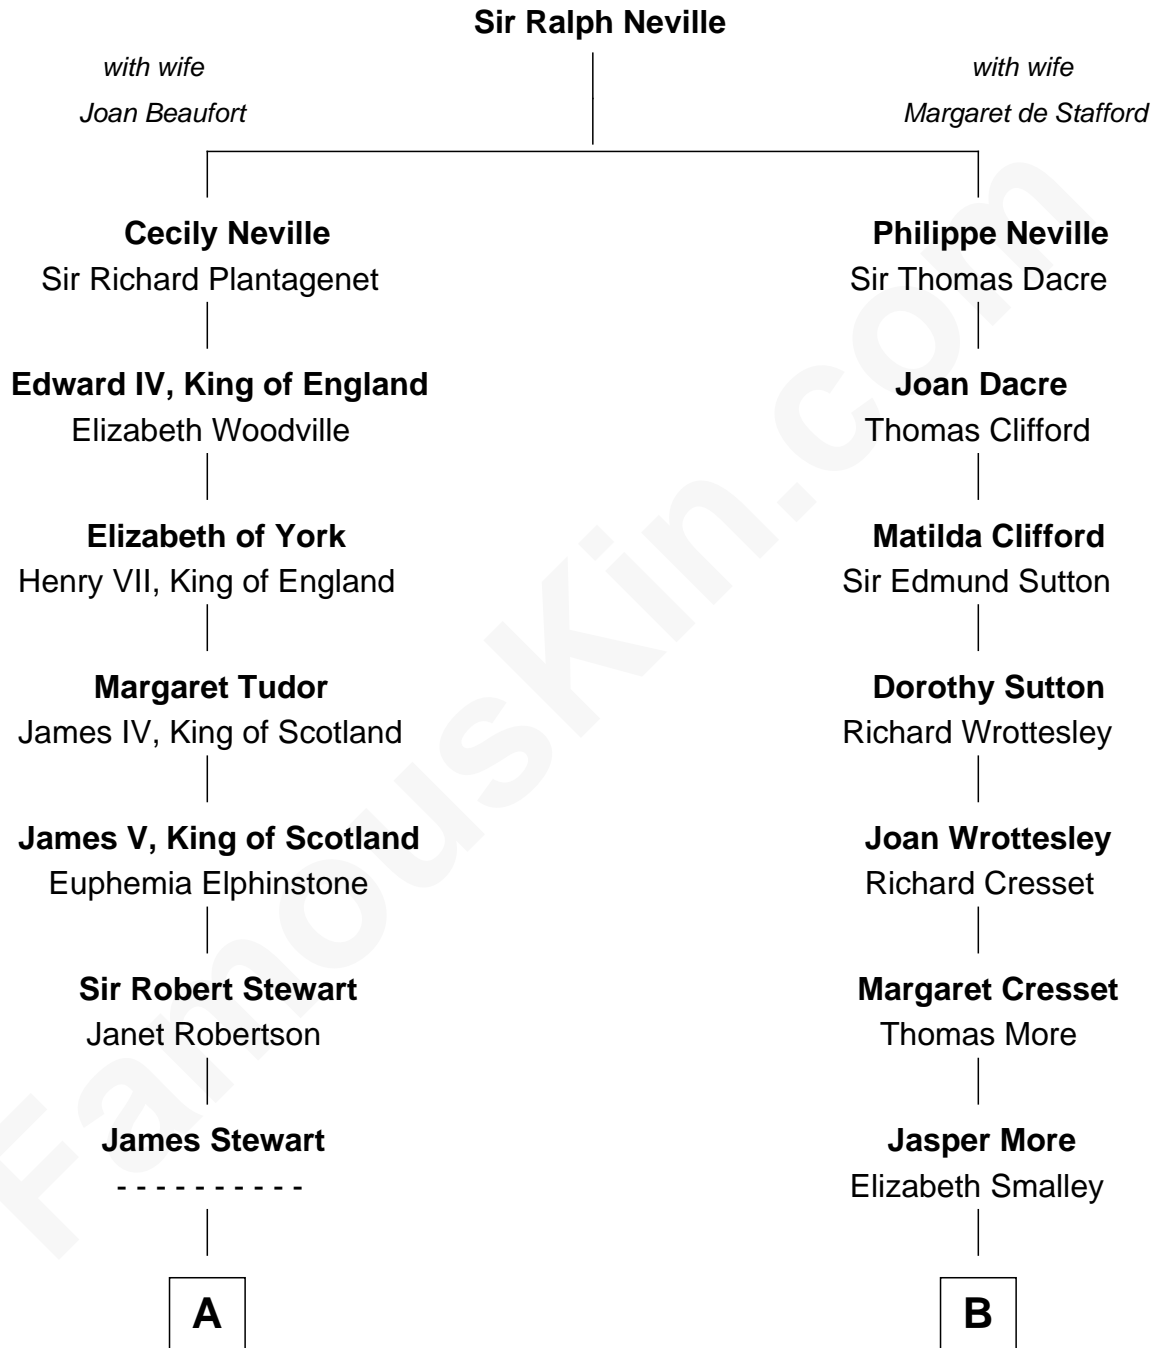 Sir Ralph Neville
with wife
Joan Beaufort
with wife
Margaret de Stafford
Cecily Neville
Sir Richard Plantagenet
Philippe Neville
Sir Thomas Dacre
Edward IV, King of England
Elizabeth Woodville
Joan Dacre
Thomas Clifford
Elizabeth of York
Henry VII, King of England
Matilda Clifford
Sir Edmund Sutton
Margaret Tudor
James IV, King of Scotland
Dorothy Sutton
Richard Wrottesley
James V, King of Scotland
Euphemia Elphinstone
Joan Wrottesley
Richard Cresset
Sir Robert Stewart
Janet Robertson
Margaret Cresset
Thomas More
James Stewart
- - - - - - - - - -
Jasper More
Elizabeth Smalley
A
B
FamousKin.com